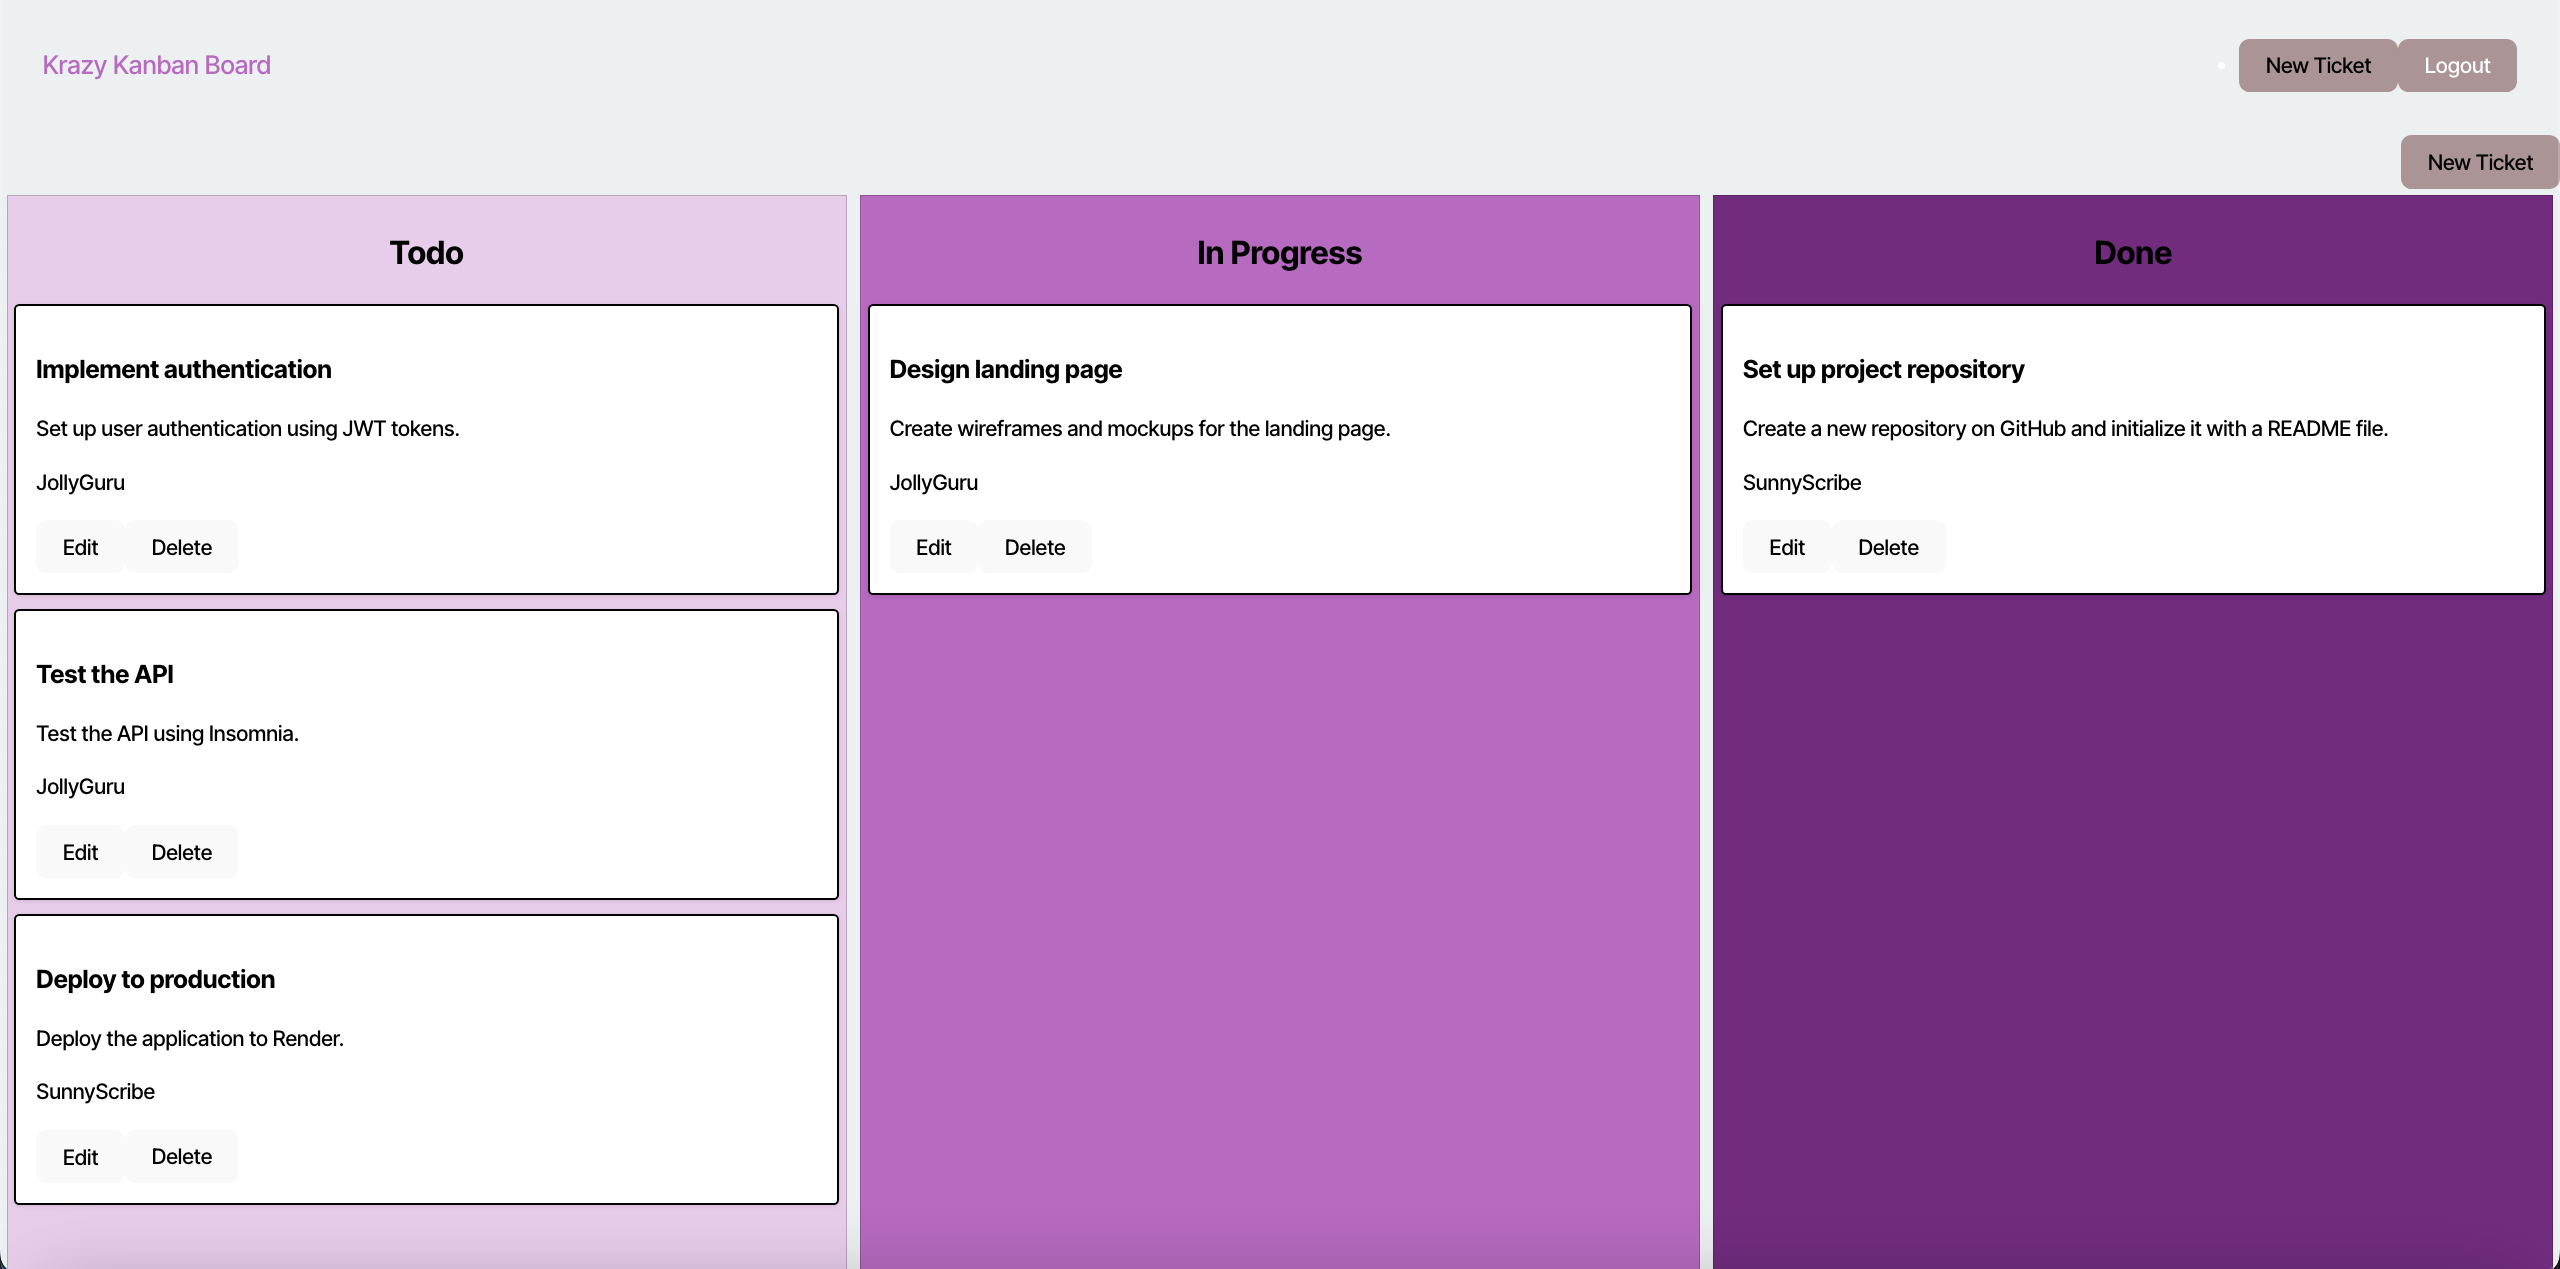 Krazy Kanban Board
New Ticket
Logout
New Ticket
Todo
Implement authentication
Set up user authentication using JWT tokens.
JollyGuru
Edit
Delete
Test the API
Test the API using Insomnia.
JollyGuru
Edit
Delete
Deploy to production
Deploy the application to Render.
SunnyScribe
Edit
Delete
In Progress
Design landing page
Create wireframes and mockups for the landing page.
JollyGuru
Edit
Delete
Done
Set up project repository
Create a new repository on GitHub and initialize it with a README file.
SunnyScribe
Edit
Delete